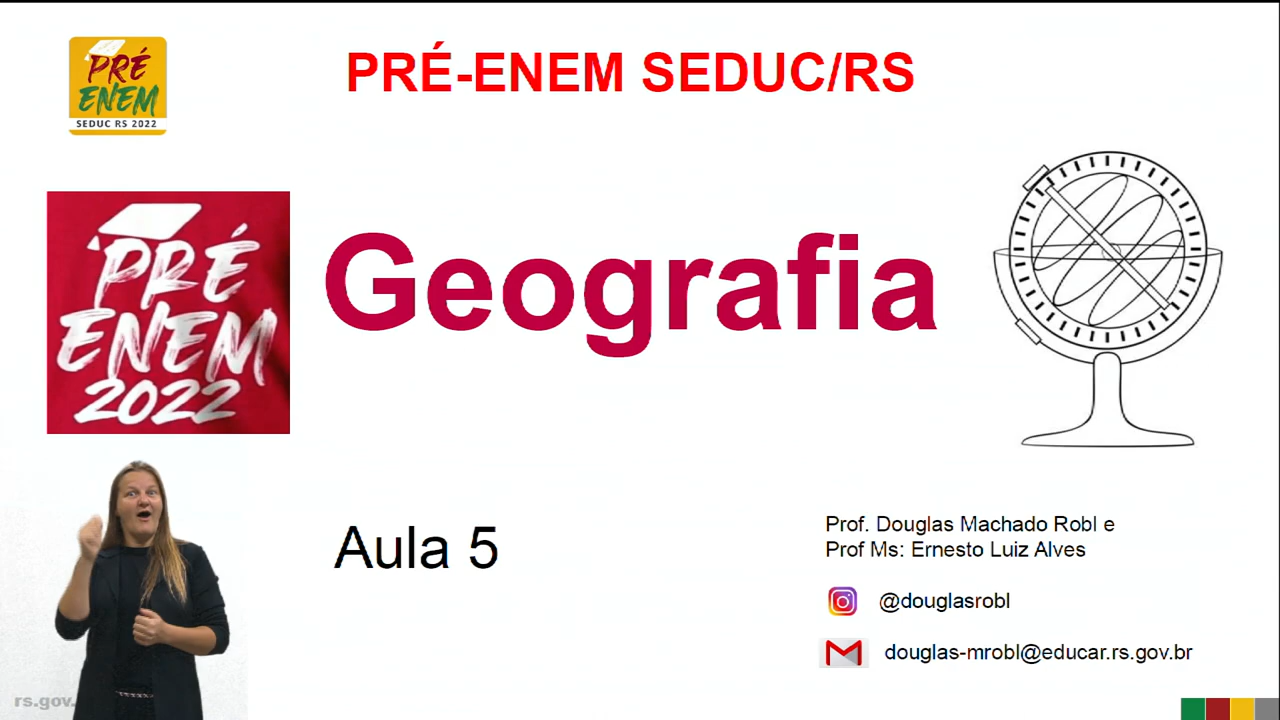 PRÉ
ENEM
SEDUC RS 2022
PRÉ-ENEM SEDUC/RS
PRÉ
ENEM
2022
Geografia
Aula 5
Prof. Douglas Machado Robl e
Prof Ms: Ernesto Luiz Alves
@douglasrobl
douglas-mrobl@educar.rs.gov.br
rs.gov.